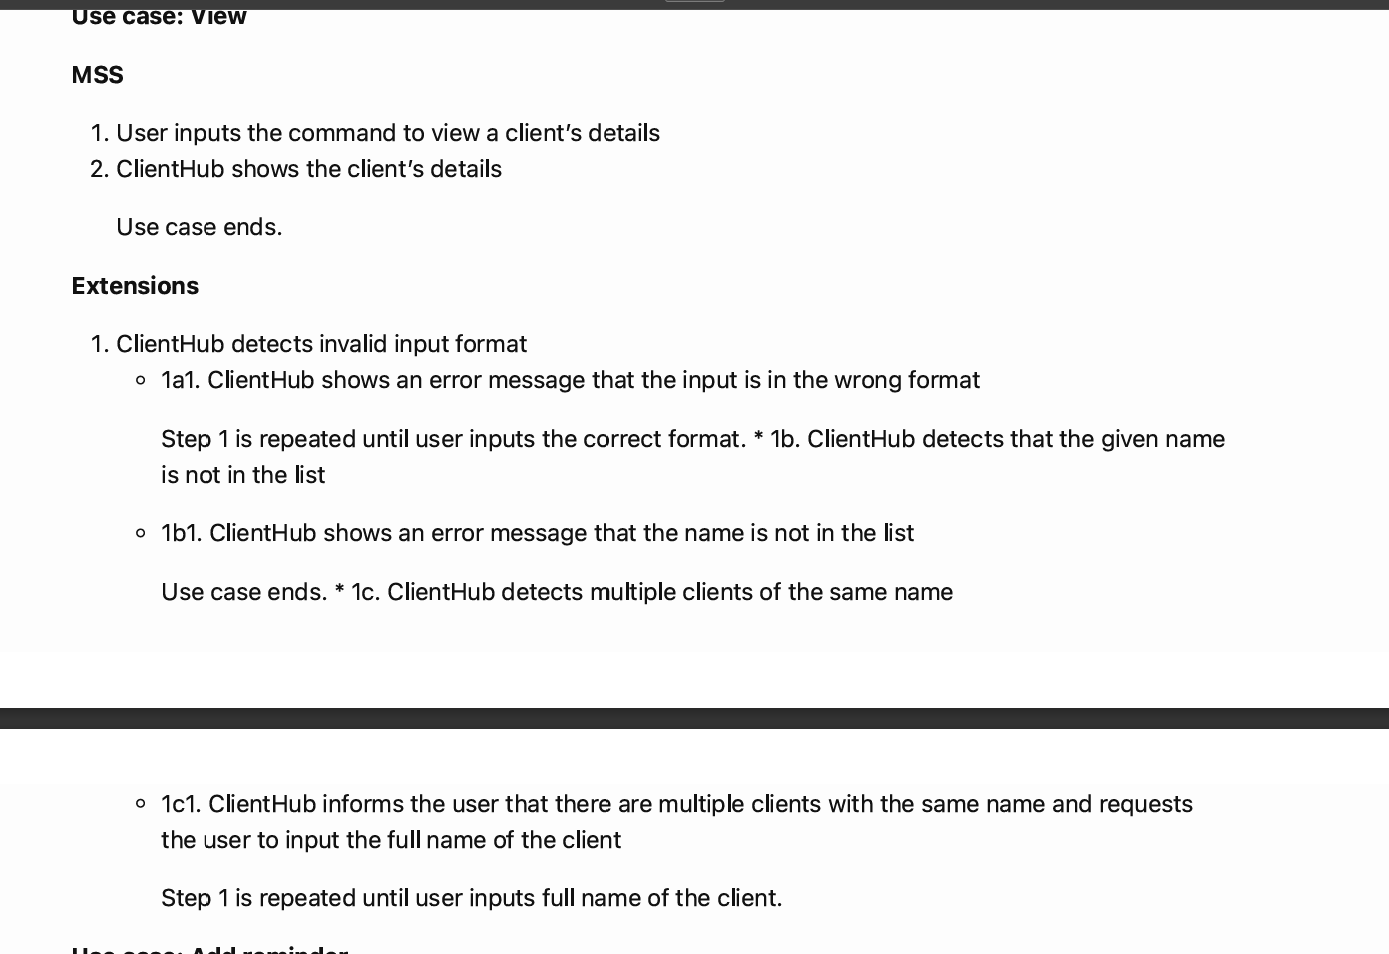 Use case: View
MSS
1. User inputs the command to view a client’s details
2. ClientHub shows the client’s details
Use case ends.
Extensions
1. ClientHub detects invalid input format
◦ 1a1. ClientHub shows an error message that the input is in the wrong format
Step 1 is repeated until user inputs the correct format. * 1b. ClientHub detects that the given name
is not in the list
◦ 1b1. ClientHub shows an error message that the name is not in the list
Use case ends. * 1c. ClientHub detects multiple clients of the same name
◦ 1c1. ClientHub informs the user that there are multiple clients with the same name and requests
the user to input the full name of the client
Step 1 is repeated until user inputs full name of the client.
Use case: Add reminder